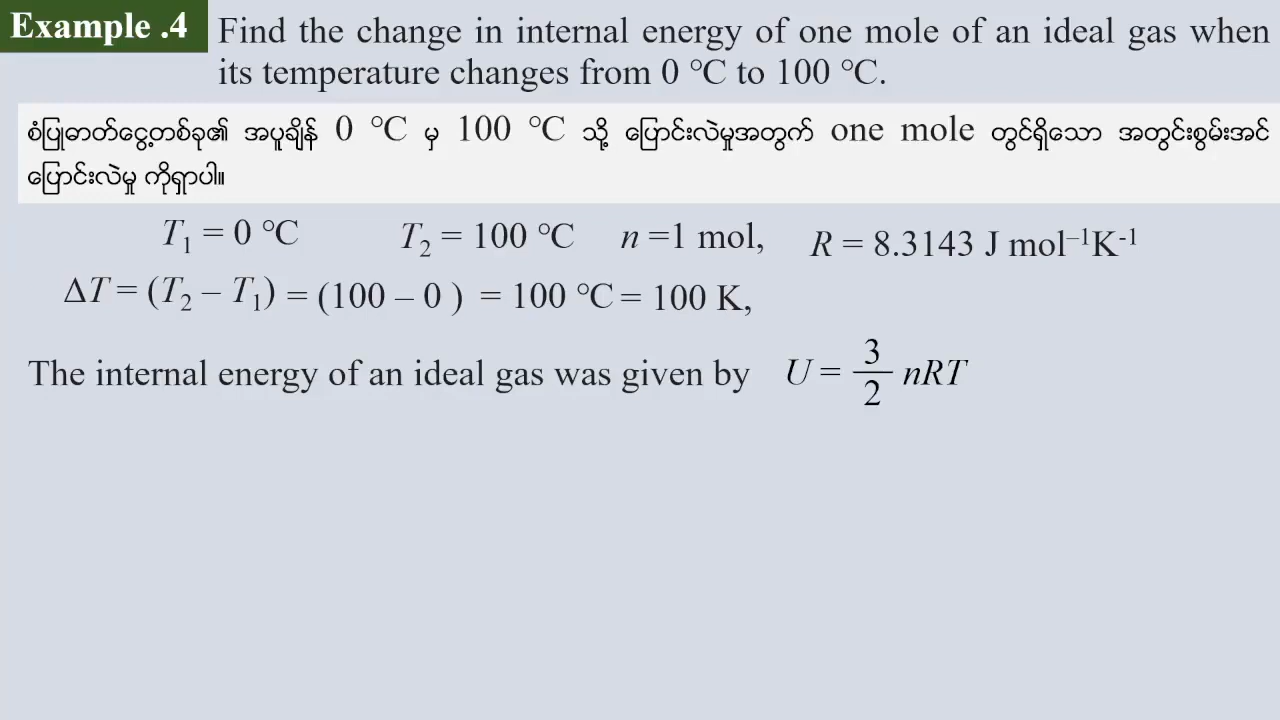 Example .4
Find the change in internal energy of one mole of an ideal gas when
its temperature changes from 0 °C to 100 °C.
စံပြုဓာတ်ငွေ့တစ်ခု၏ အပူချိန် 0 °C မှ 100 °C သို့ ပြောင်းလဲမှုအတွက် one mole တွင်ရှိသော အတွင်းစွမ်းအင်
ပြောင်းလဲမှု ကိုရှာပါ။
T₁ = 0 °C T₂ = 100 °C n =1 mol, R = 8.3143 J mol⁻¹K⁻¹
ΔT = (T₂ – T₁) = (100 – 0 ) = 100 °C = 100 K,
The internal energy of an ideal gas was given by U = 3/2 nRT